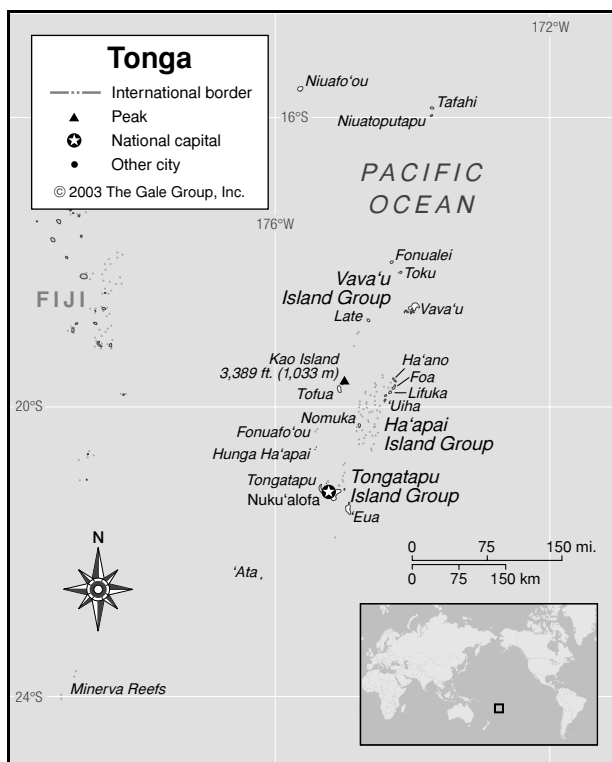 Tonga
International border
Peak
National capital
Other city
© 2003 The Gale Group, Inc.
172°W
Niuafo‘ou
Tafahi
16°S
Niuatoputapu
PACIFIC
OCEAN
176°W
Fonualei
Toku
Vava‘u
Island Group
FIJI
Vava‘u
Late
Kao Island
3,389 ft. (1,033 m)
Ha‘ano
Foa
Tofua
Lifuka
20°S
‘Uiha
Nomuka
Ha‘apai
Island Group
Fonuafo‘ou
Hunga Ha‘apai
Tongatapu
Nuku‘alofa
Tongatapu
Island Group
‘Eua
N
0 75 150 mi.
0 75 150 km
‘Ata
Minerva Reefs
24°S